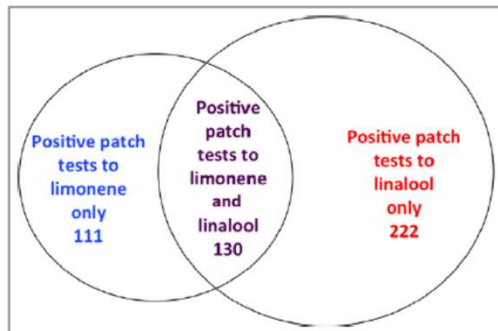 Positive patch
tests to
limonene
only
111
Positive
patch
tests to
limonene
and
linalool
130
Positive patch
tests to
linalool
only
222